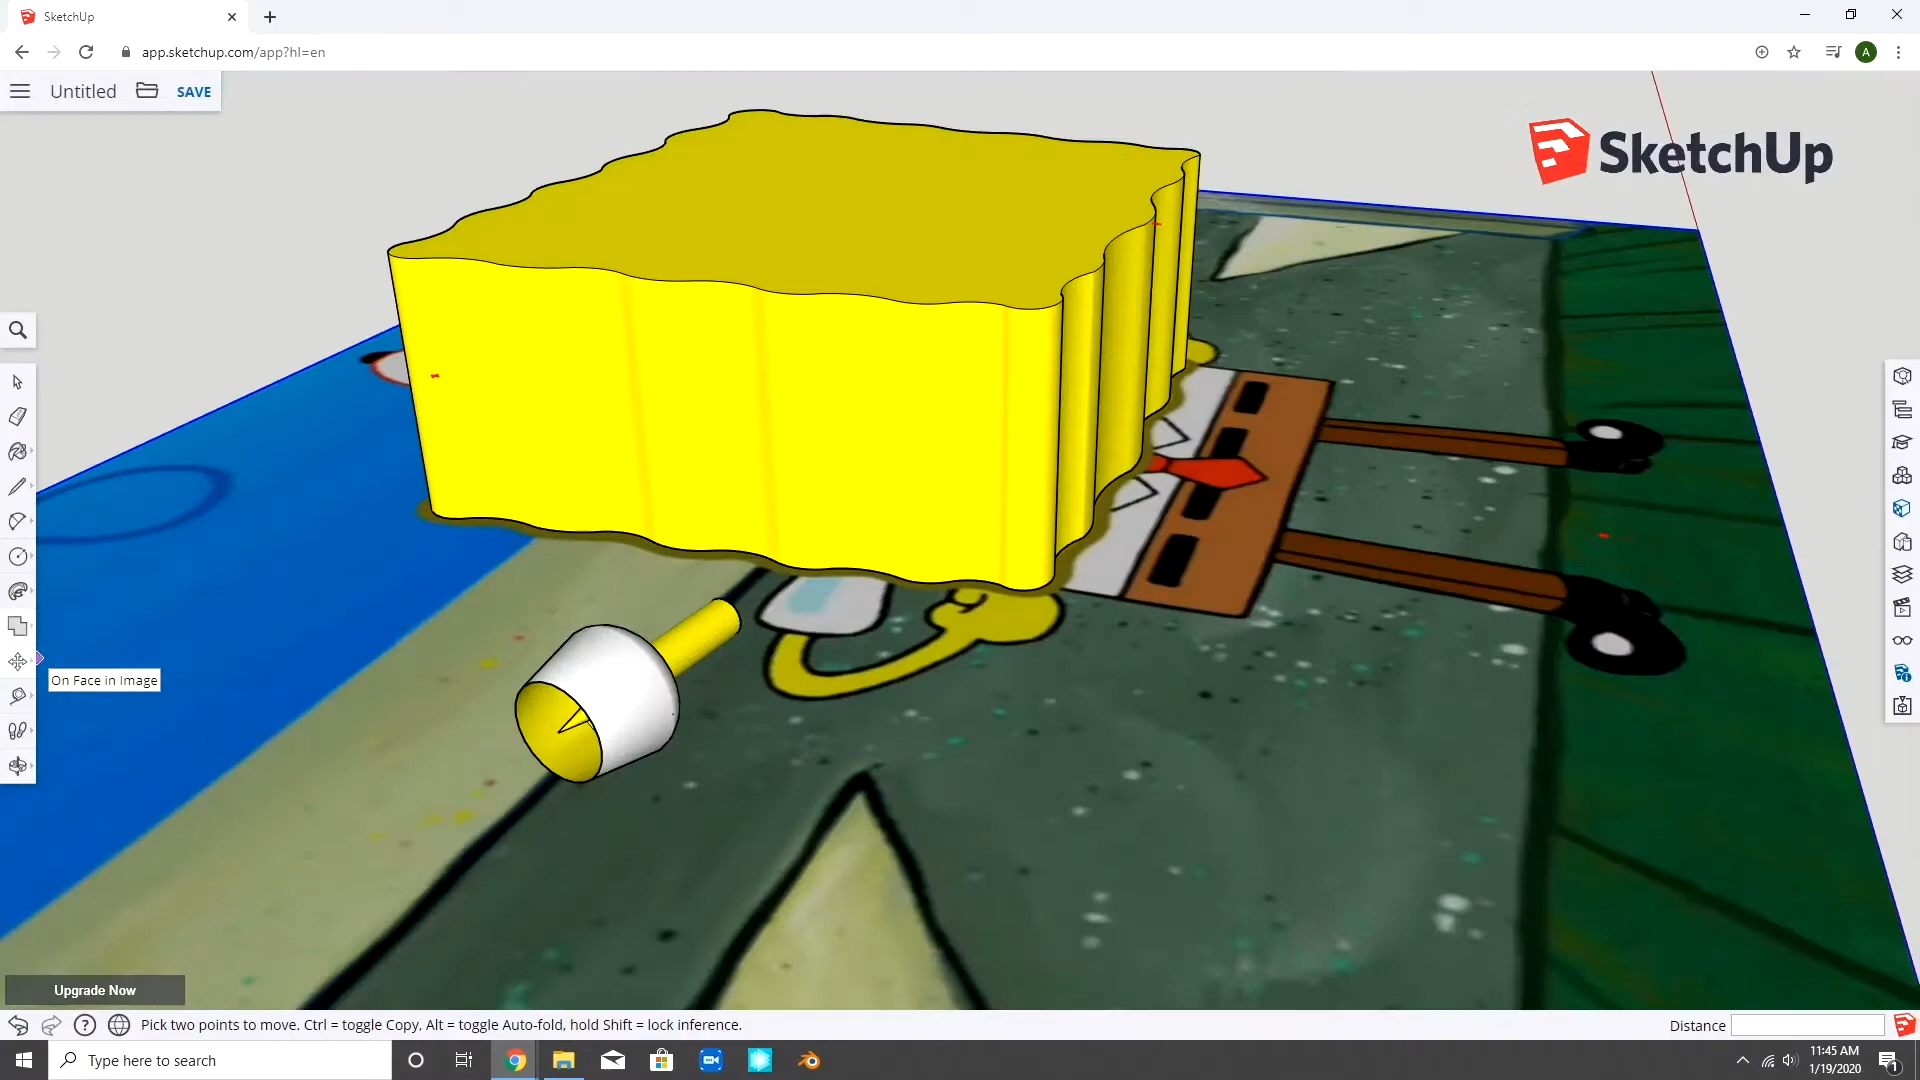 SketchUp
app.sketchup.com/app?hl=en
A
Untitled
SAVE
SketchUp
On Face in Image
Upgrade Now
Pick two points to move. Ctrl = toggle Copy, Alt = toggle Auto-fold, hold Shift = lock inference.
Distance
Type here to search
11:45 AM
1/19/2020
1